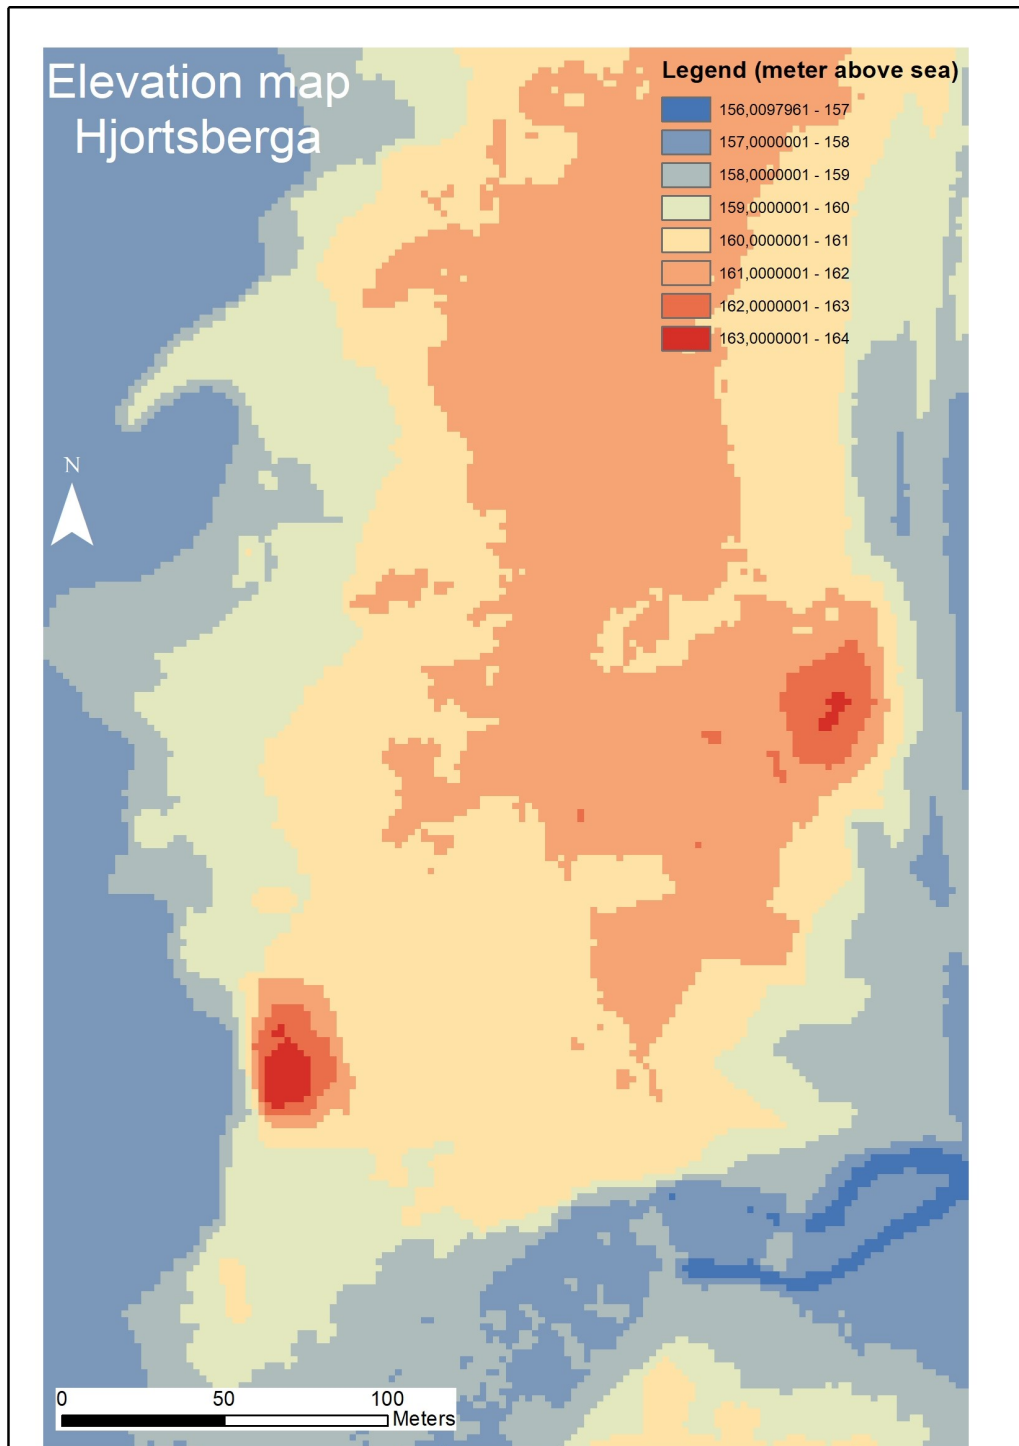 Elevation map
Hjortsberga
Legend (meter above sea)
156,0097961 - 157
157,0000001 - 158
158,0000001 - 159
159,0000001 - 160
160,0000001 - 161
161,0000001 - 162
162,0000001 - 163
163,0000001 - 164
N
0 50 100
Meters